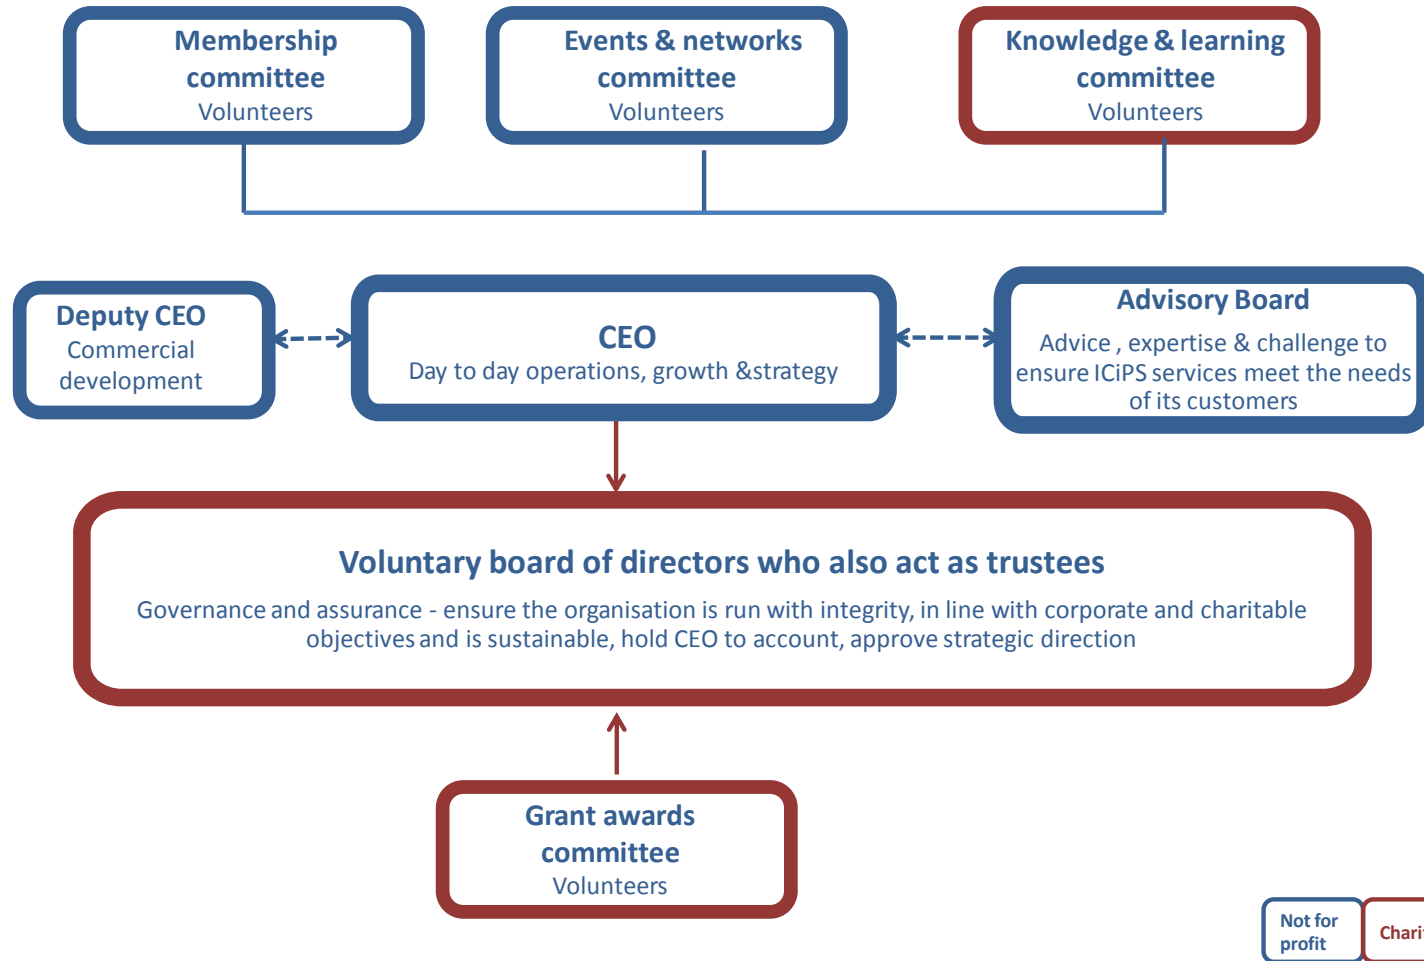 Membership
committee
Volunteers
Events & networks
committee
Volunteers
Knowledge & learning
committee
Volunteers
Deputy CEO
Commercial
development
CEO
Day to day operations, growth &strategy
Advisory Board
Advice , expertise & challenge to
ensure ICiPS services meet the needs
of its customers
Voluntary board of directors who also act as trustees
Governance and assurance - ensure the organisation is run with integrity, in line with corporate and charitable
objectives and is sustainable, hold CEO to account, approve strategic direction
Grant awards
committee
Volunteers
Not for
profit